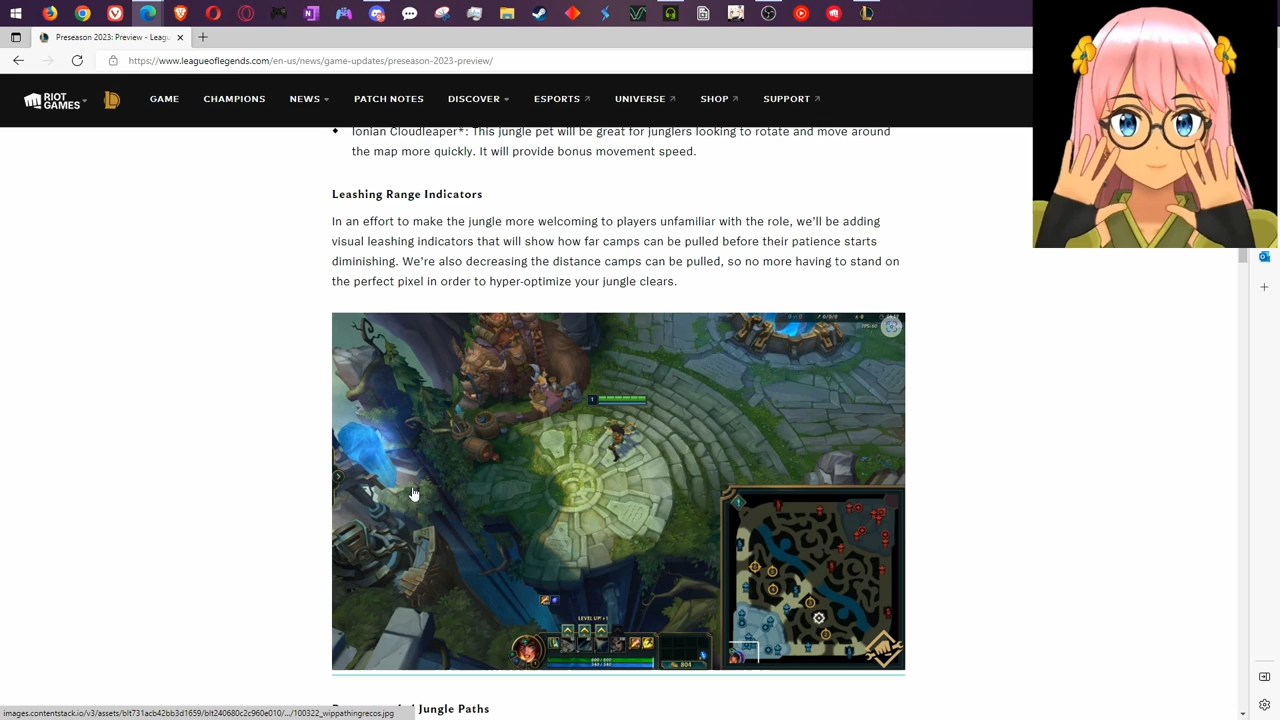 Preseason 2023: Preview - Leagu
https://www.leagueoflegends.com/en-us/news/game-updates/preseason-2023-preview/
RIOT
GAMES
GAME CHAMPIONS NEWS PATCH NOTES DISCOVER ESPORTS UNIVERSE SHOP SUPPORT
Ionian Cloudleaper*: This jungle pet will be great for junglers looking to rotate and move around
the map more quickly. It will provide bonus movement speed.
Leashing Range Indicators
In an effort to make the jungle more welcoming to players unfamiliar with the role, we'll be adding
visual leashing indicators that will show how far camps can be pulled before their patience starts
diminishing. We're also decreasing the distance camps can be pulled, so no more having to stand on
the perfect pixel in order to hyper-optimize your jungle clears.
LEVEL UP! +1
804
Jungle Paths
images.contentstack.io/v3/assets/blt731acb42bb3d1659/blt240680c2c960e010/.../100322_wippathingrecos.jpg